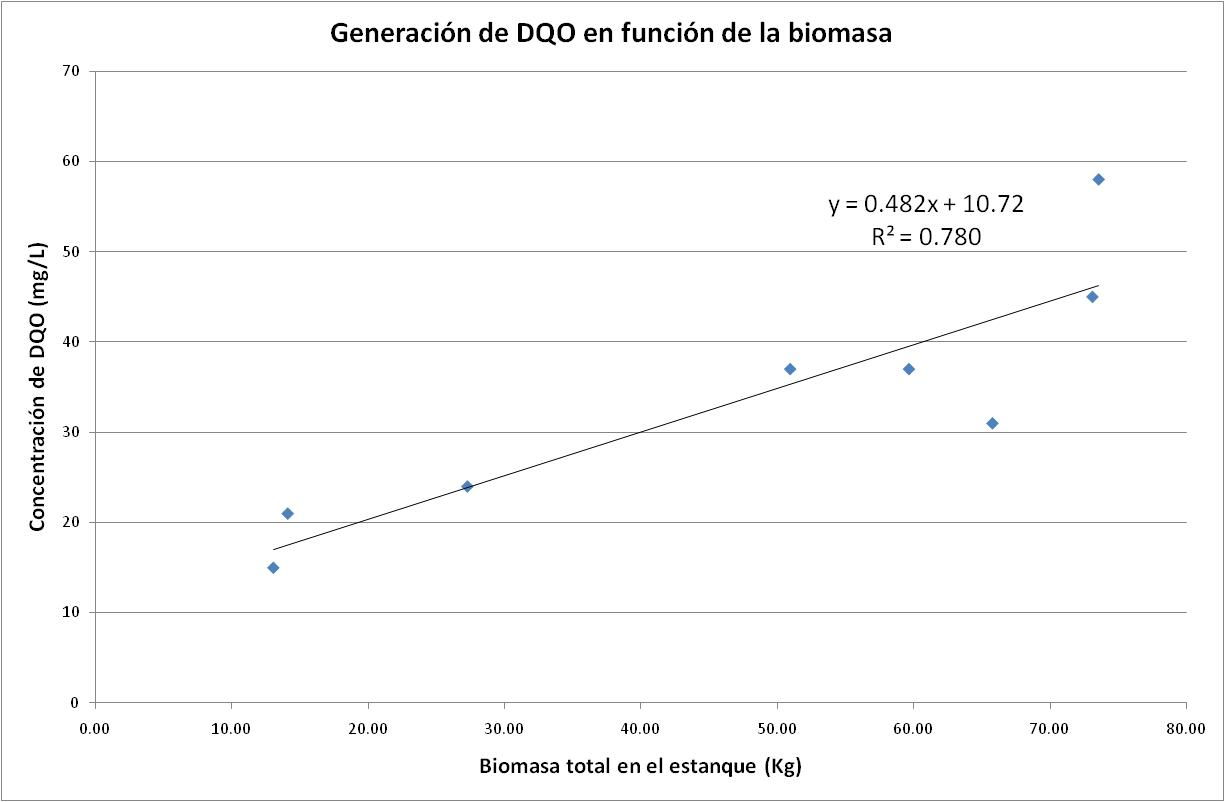 Generación de DQO en función de la biomasa
70
60
50
40
30
20
10
0
Concentración de DQO (mg/L)
y = 0.482x + 10.72
R² = 0.780
0.00 10.00 20.00 30.00 40.00 50.00 60.00 70.00 80.00
Biomasa total en el estanque (Kg)